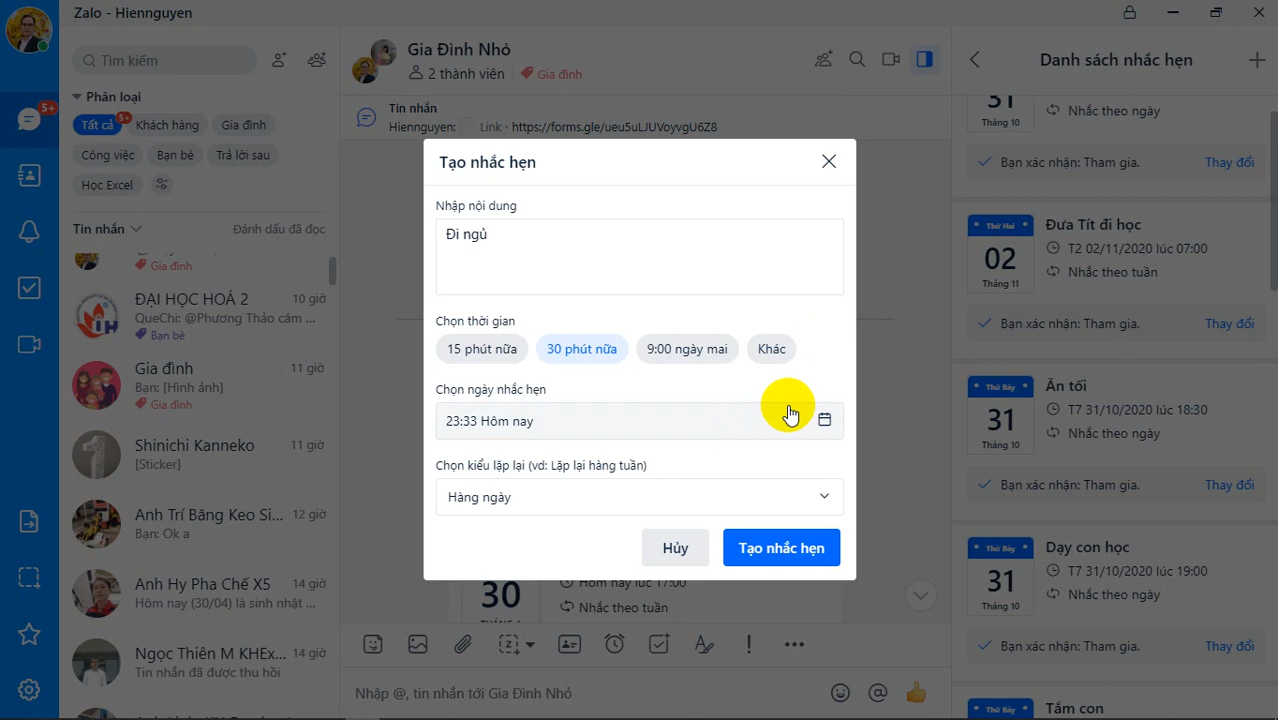 Zalo - Hiennguyen
Tìm kiếm
Phân loại
Tất cả
5+
Khách hàng
Gia đình
Công việc
Bạn bè
Trả lời sau
Học Excel
5+
Tin nhắn
Đánh dấu đã đọc
Gia đình
ĐẠI HỌC HOÁ 2
10 giờ
QueChi: @Phương Thảo cám ...
Bạn bè
Gia đình
11 giờ
Bạn: [Hình ảnh]
Gia đình
Shinichi Kanneko
11 giờ
[Sticker]
Anh Trí Băng Keo Si...
12 giờ
Bạn: Ok a
Anh Hy Pha Chế X5
14 giờ
Hôm nay (30/04) là sinh nhật ...
Ngọc Thiên M KHEx...
14 giờ
Tin nhắn đã được thu hồi
Gia Đình Nhỏ
2 thành viên
Gia đình
Tin nhắn
Hiennguyen:
Link · https://forms.gle/ueu5uLJUVoyvgU6Z8
Tạo nhắc hẹn
Nhập nội dung
Đi ngủ
Chọn thời gian
15 phút nữa
30 phút nữa
9:00 ngày mai
Khác
Chọn ngày nhắc hẹn
23:33 Hôm nay
Chọn kiểu lặp lại (vd: Lặp lại hàng tuần)
Hàng ngày
Hủy
Tạo nhắc hẹn
30
Hôm nay lúc 17:00
Nhắc theo tuần
Nhập @, tin nhắn tới Gia Đình Nhỏ
Danh sách nhắc hẹn
31
Tháng 10
Nhắc theo ngày
Bạn xác nhận: Tham gia.
Thay đổi
Thứ Hai
02
Tháng 11
Đưa Tít đi học
T2 02/11/2020 lúc 07:00
Nhắc theo tuần
Bạn xác nhận: Tham gia.
Thay đổi
Thứ Bảy
31
Tháng 10
Ăn tối
T7 31/10/2020 lúc 18:30
Nhắc theo ngày
Bạn xác nhận: Tham gia.
Thay đổi
Thứ Bảy
31
Tháng 10
Dạy con học
T7 31/10/2020 lúc 19:00
Nhắc theo ngày
Bạn xác nhận: Tham gia.
Thay đổi
Thứ Bảy
Tắm con